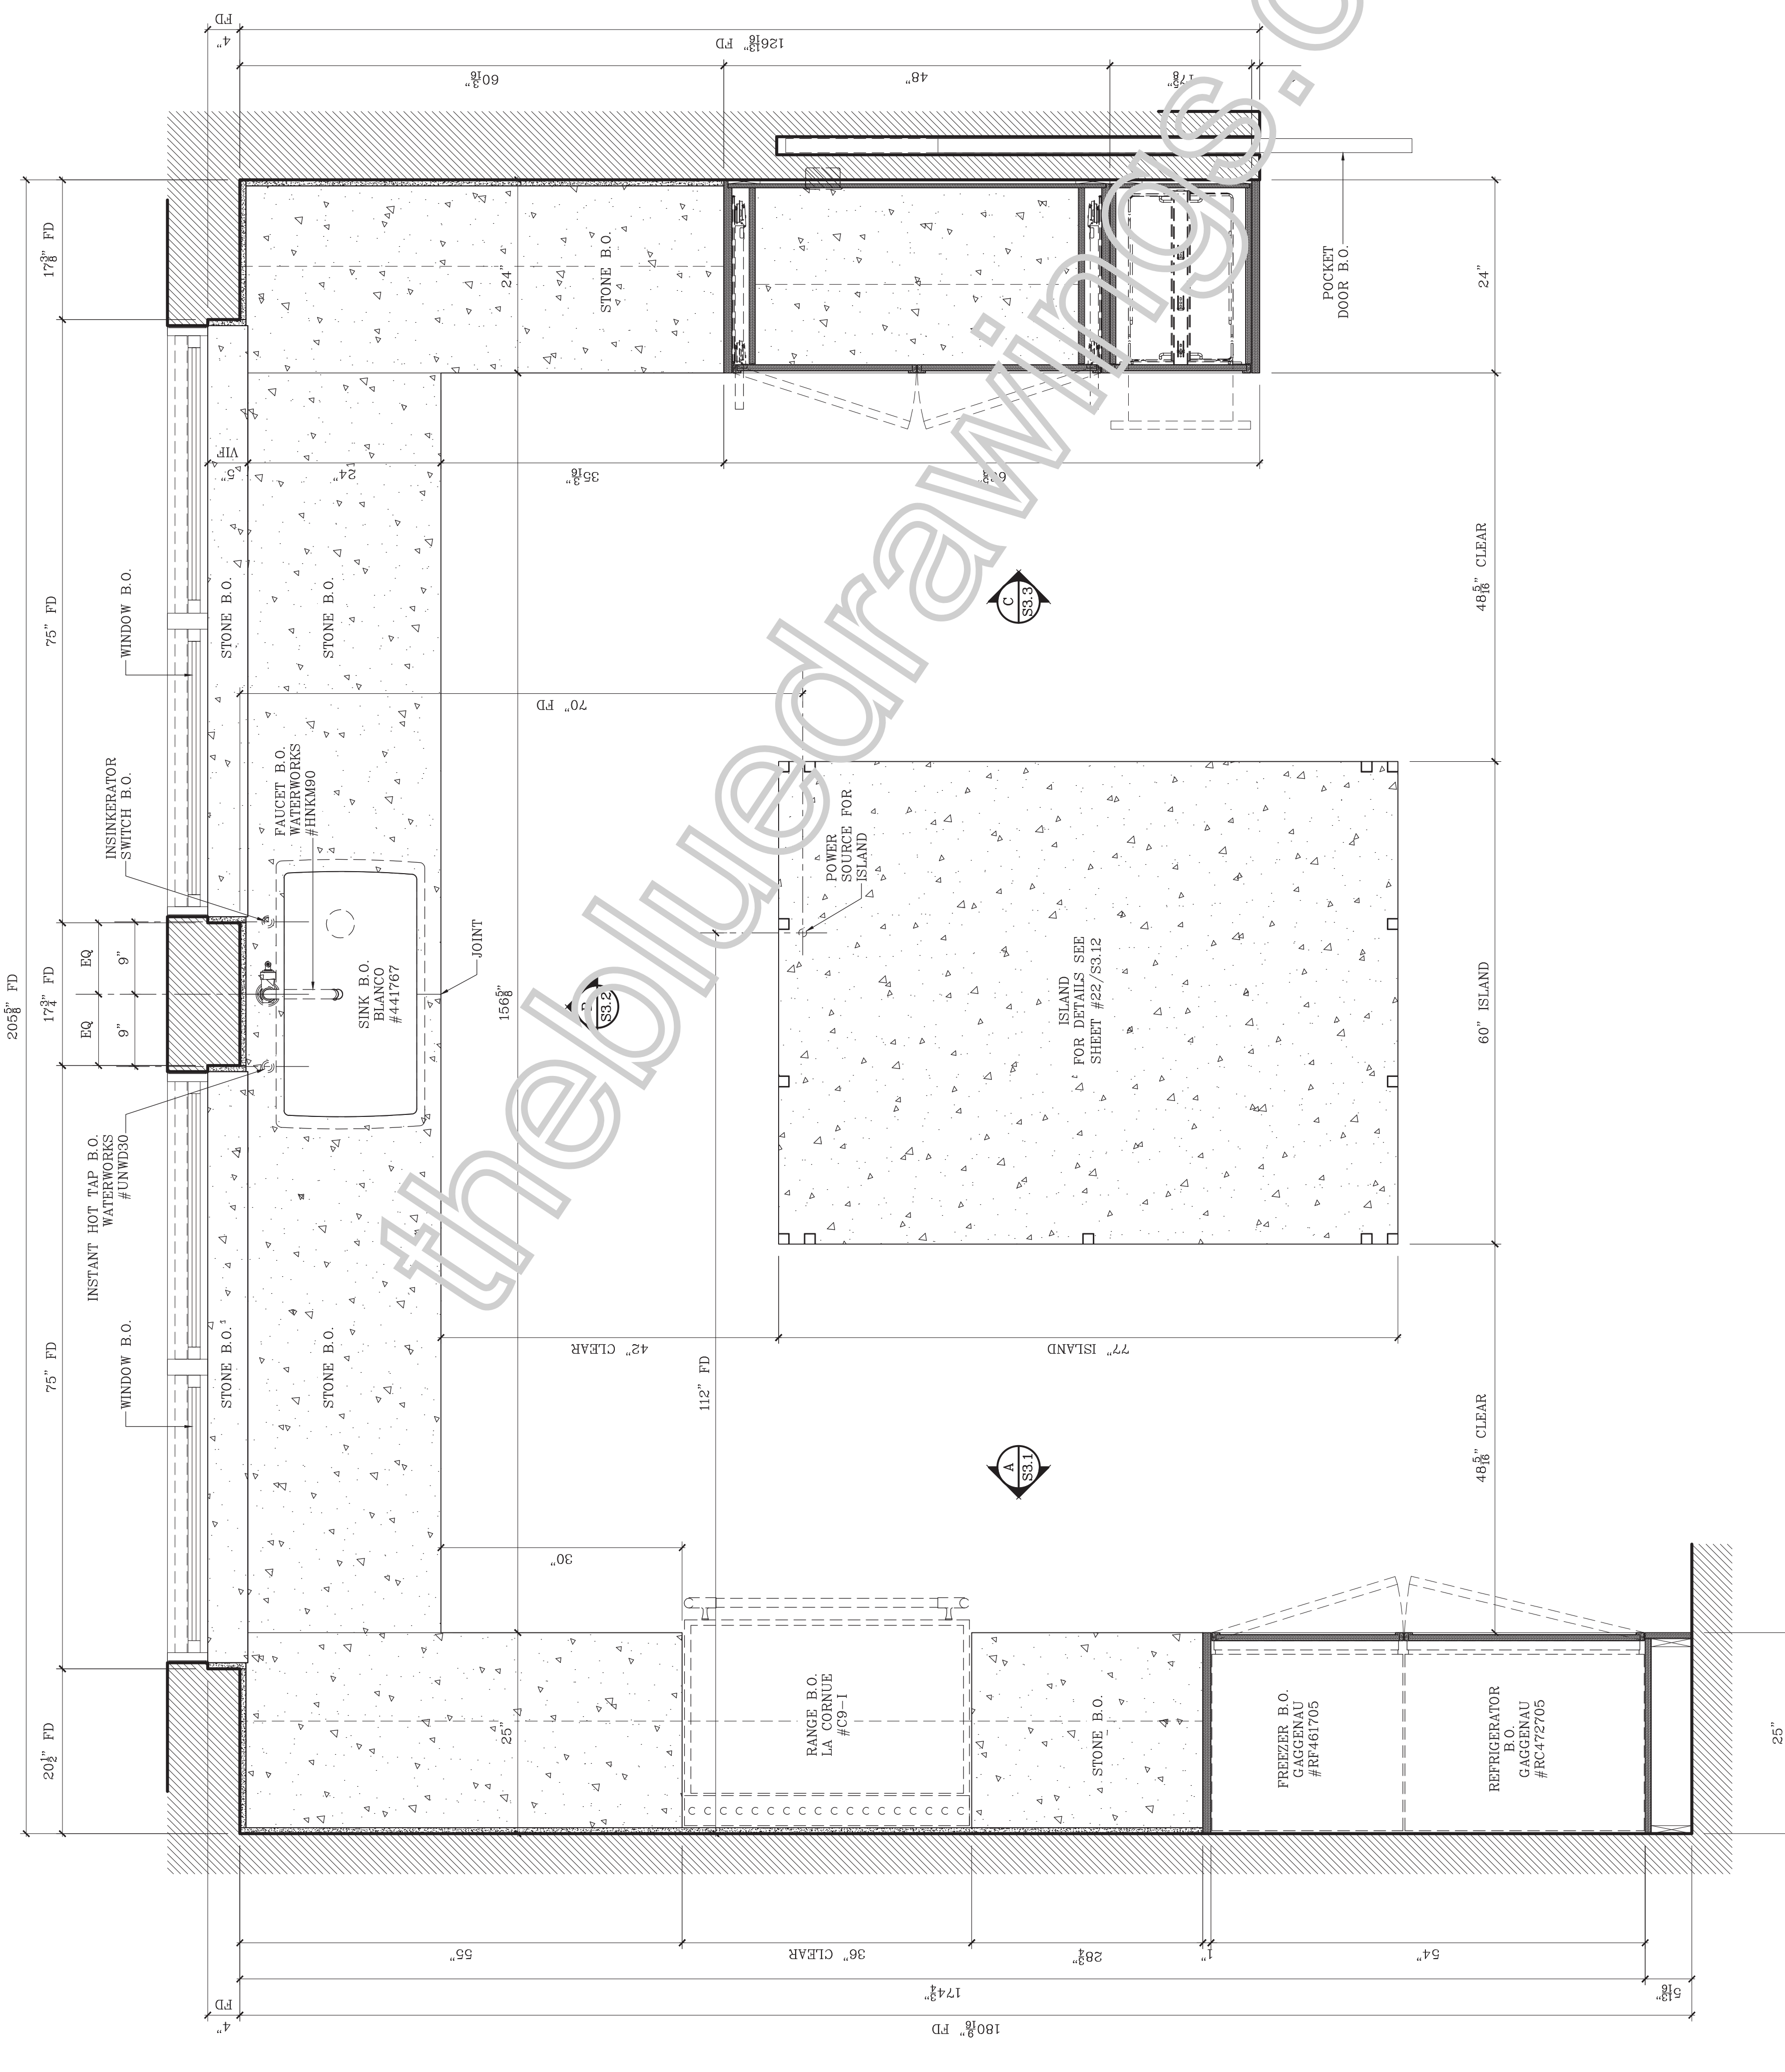 205 5/8" FD
17 3/8" FD
75" FD
17 3/4" FD
75" FD
20 1/2" FD
EQ
EQ
9"
9"
4"
FD
126 13/16" FD
60 3/16"
48"
17 5/8"
WINDOW B.O.
INSINKERATOR
SWITCH B.O.
INSTANT HOT TAP B.O.
WATERWORKS
#UNWD30
WINDOW B.O.
STONE B.O.
STONE B.O.
STONE B.O.
STONE B.O.
STONE B.O.
FAUCET B.O.
WATERWORKS
#HNKM90
SINK B.O.
BLANCO
#441767
JOINT
24"
156 5/8"
25"
VIF
5"
24"
35 3/16"
70" FD
112" FD
42" CLEAR
77" ISLAND
30"
POWER
SOURCE FOR
ISLAND
ISLAND
FOR DETAILS SEE
SHEET #22/S3.12
C
S3.3
S3.2
A
S3.1
POCKET
DOOR B.O.
24"
48 5/16" CLEAR
60" ISLAND
48 5/16" CLEAR
25"
RANGE B.O.
LA CORNUE
#C9-I
STONE B.O.
FREEZER B.O.
GAGGENAU
#RF461705
REFRIGERATOR
B.O.
GAGGENAU
#RC472705
55"
36" CLEAR
28 3/4"
1"
54"
174 3/4"
5 13/16"
4"
FD
180 9/16" FD
thebluedrawings.c